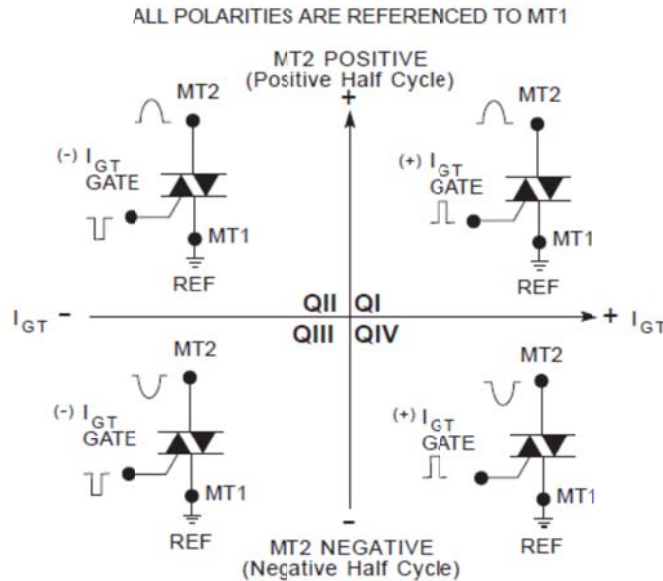 ALL POLARITIES ARE REFERENCED TO MT1
MT2 POSITIVE
(Positive Half Cycle)
+
MT2
(-) IGT
GATE
MT1
REF
MT2
(+) IGT
GATE
MT1
REF
IGT -
QII QI
QIII QIV
+ IGT
MT2
(-) IGT
GATE
MT1
REF
MT2
(+) IGT
GATE
MT1
REF
-
MT2 NEGATIVE
(Negative Half Cycle)